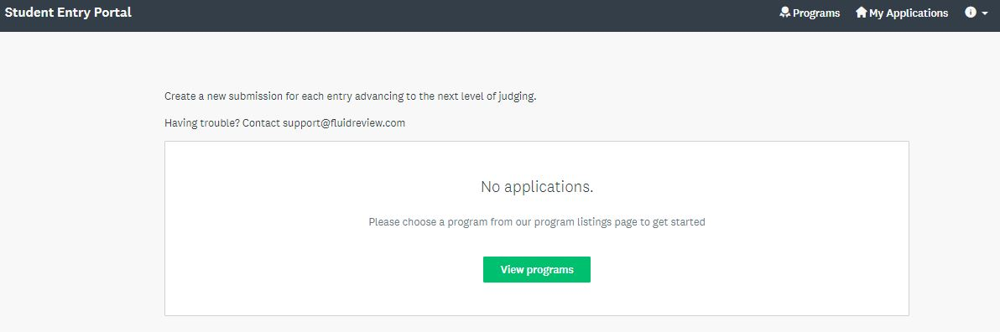 Student Entry Portal
Programs
My Applications
Create a new submission for each entry advancing to the next level of judging.
Having trouble? Contact support@fluidreview.com
No applications.
Please choose a program from our program listings page to get started
View programs